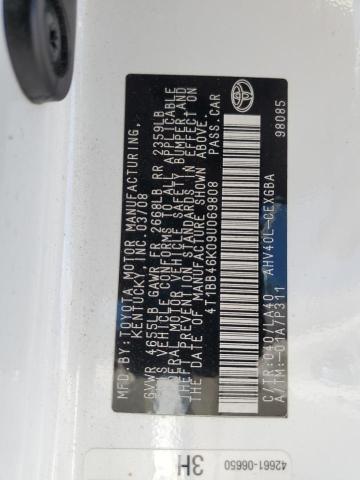 MFD.BY:TOYOTA MOTOR MANUFACTURING,
KENTUCKY, INC. 03/08
GVWR 4655LB GAWR FR 2668LB RR 2359LB
THIS VEHICLE CONFORMS TO ALL APPLICABLE
FEDERAL MOTOR VEHICLE SAFETY BUMPER, AND
THEFT PREVENTION STANDARDS IN EFFECT ON
THE DATE OF MANUFACTURE SHOWN ABOVE.
4T1BB46K09U069808 PASS.CAR
C/TR:040/LA40 AHV40L-CEXGBA
A/TM:-01A/P311 98085
3H
42661-06650